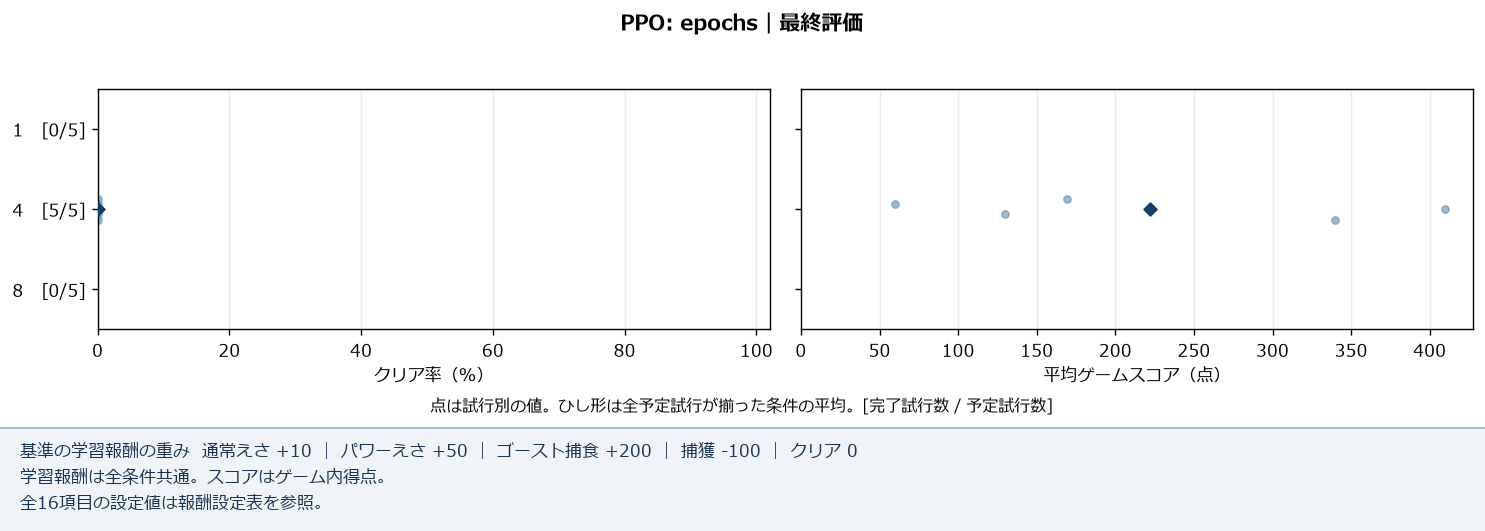 PPO: epochs｜最終評価
1 [0/5]
4 [5/5]
8 [0/5]
0 20 40 60 80 100
クリア率（%）
0 50 100 150 200 250 300 350 400
平均ゲームスコア（点）
点は試行別の値。ひし形は全予定試行が揃った条件の平均。[完了試行数 / 予定試行数]
基準の学習報酬の重み 通常えさ +10 ｜ パワーえさ +50 ｜ ゴースト捕食 +200 ｜ 捕獲 -100 ｜ クリア 0
学習報酬は全条件共通。スコアはゲーム内得点。
全16項目の設定値は報酬設定表を参照。